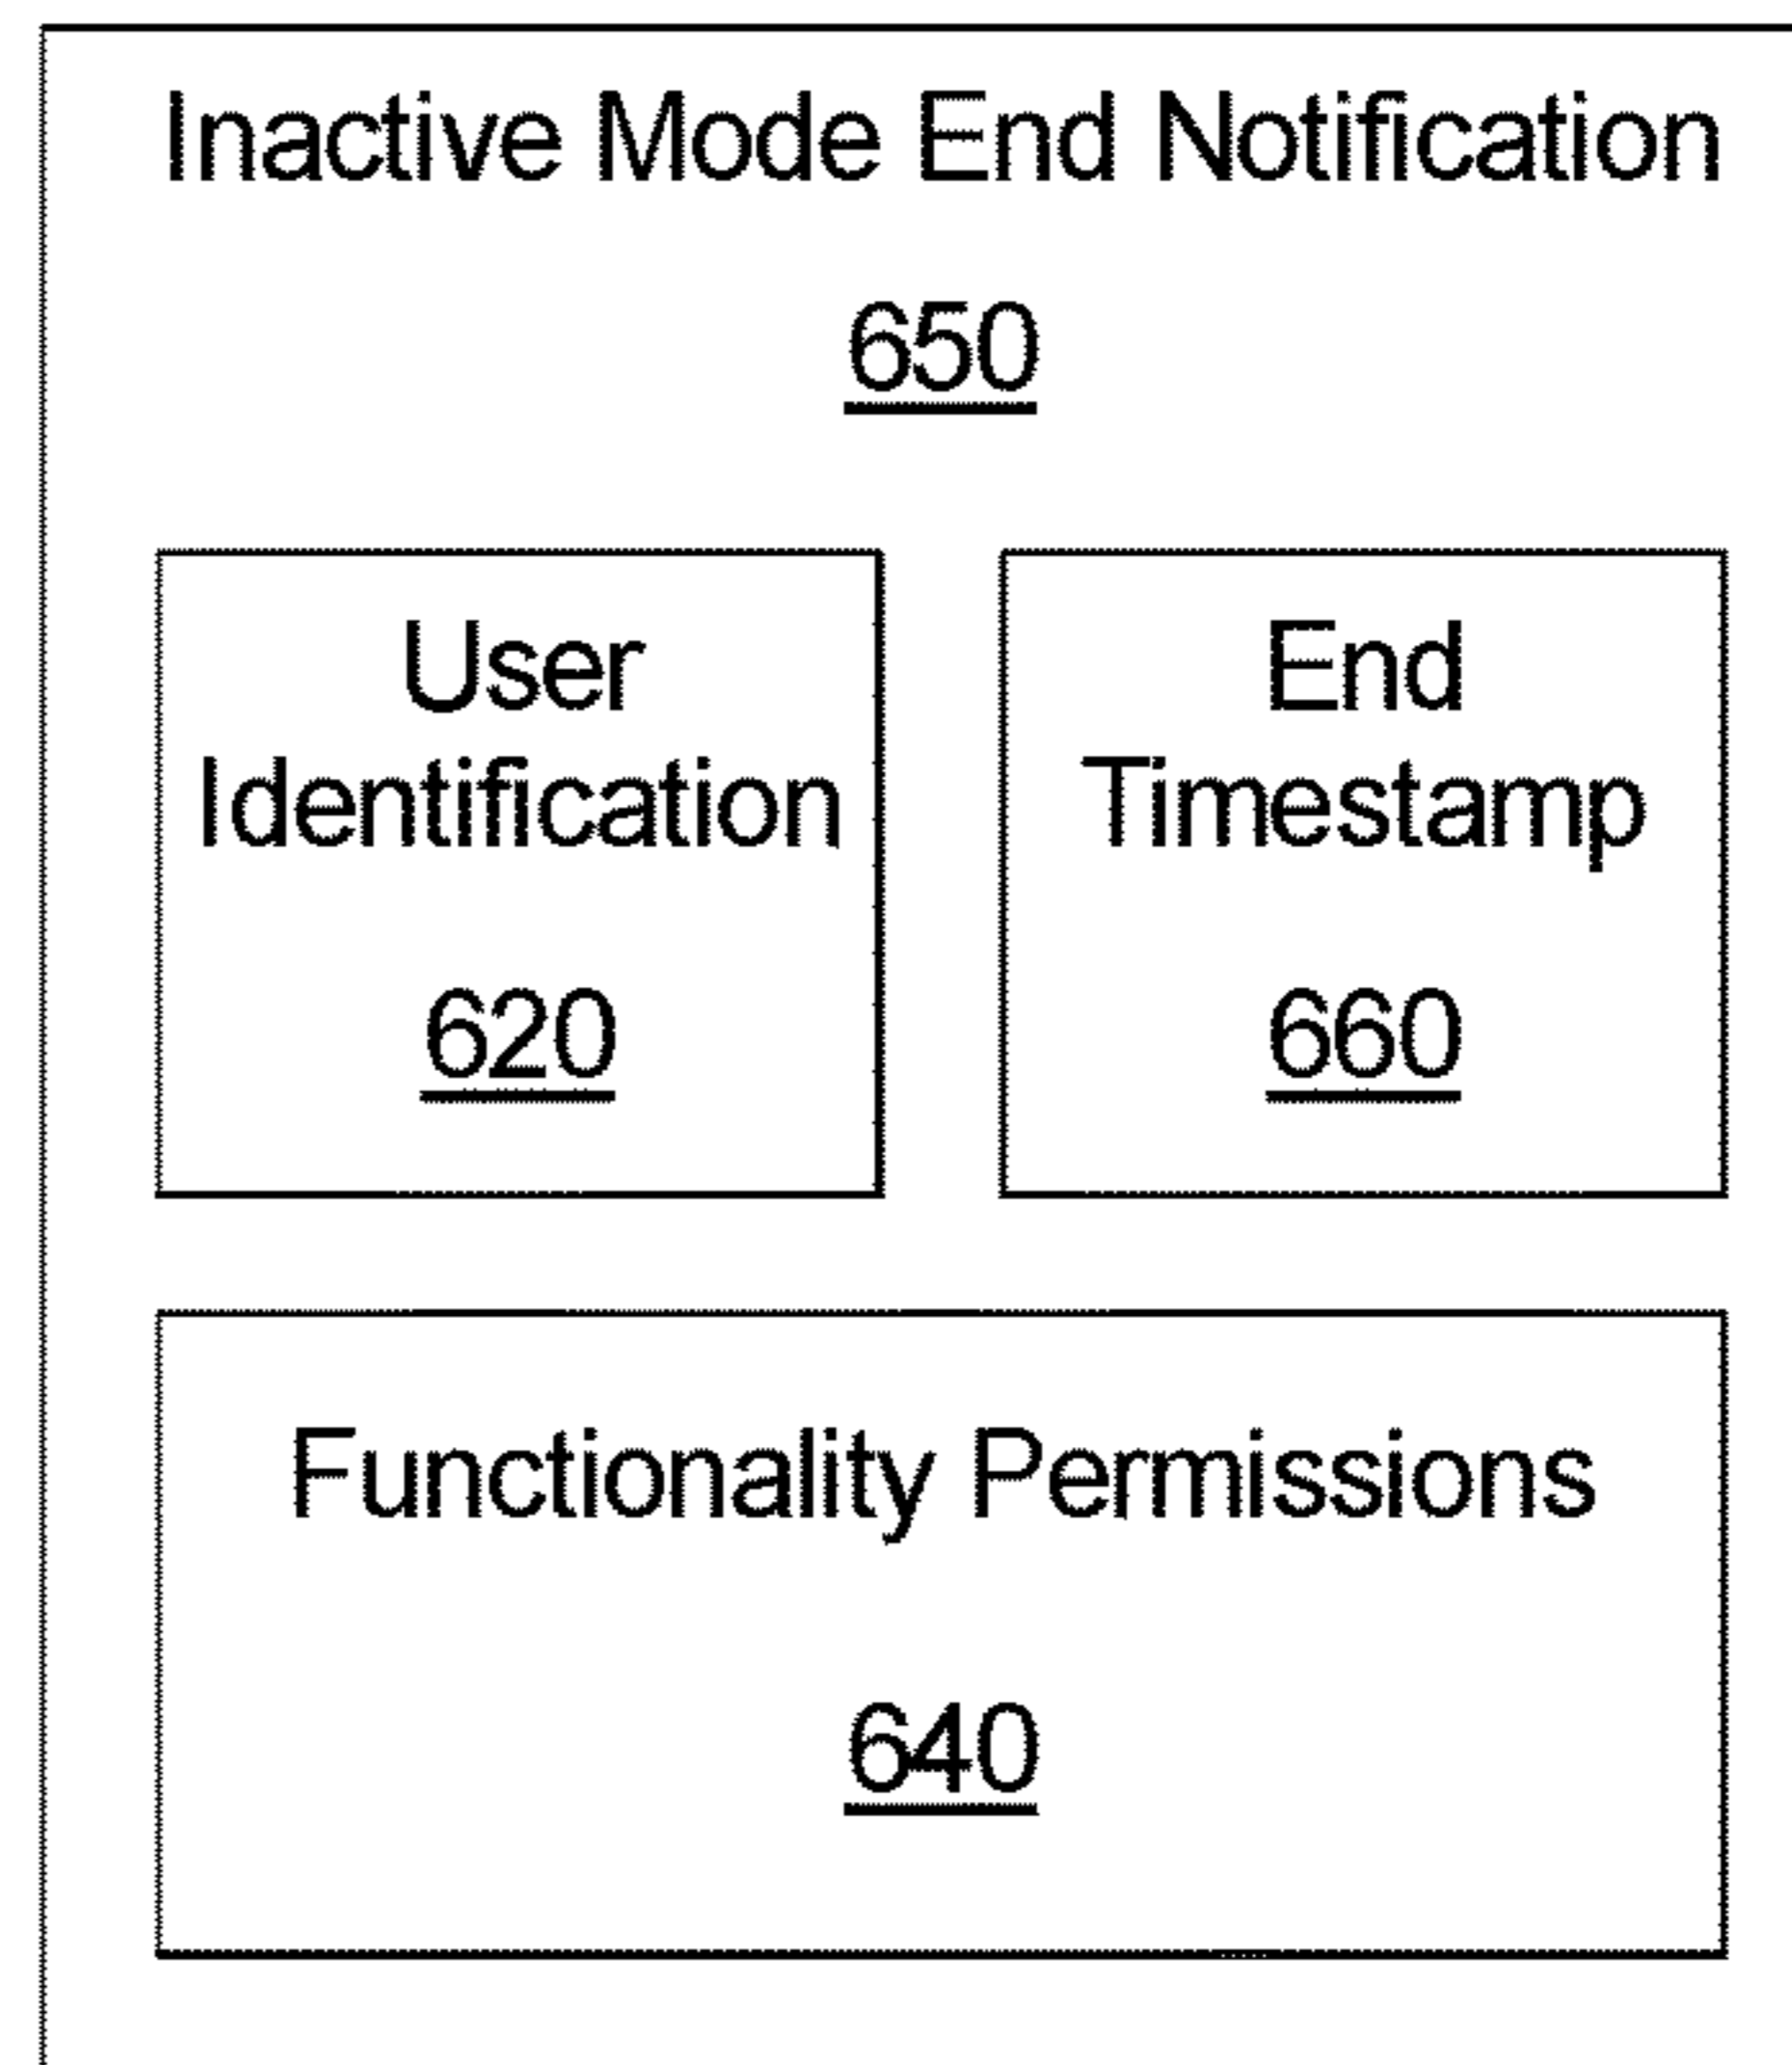 Inactive Mode End Notification
650
User
Identification
620
End
Timestamp
660
Functionality Permissions
640